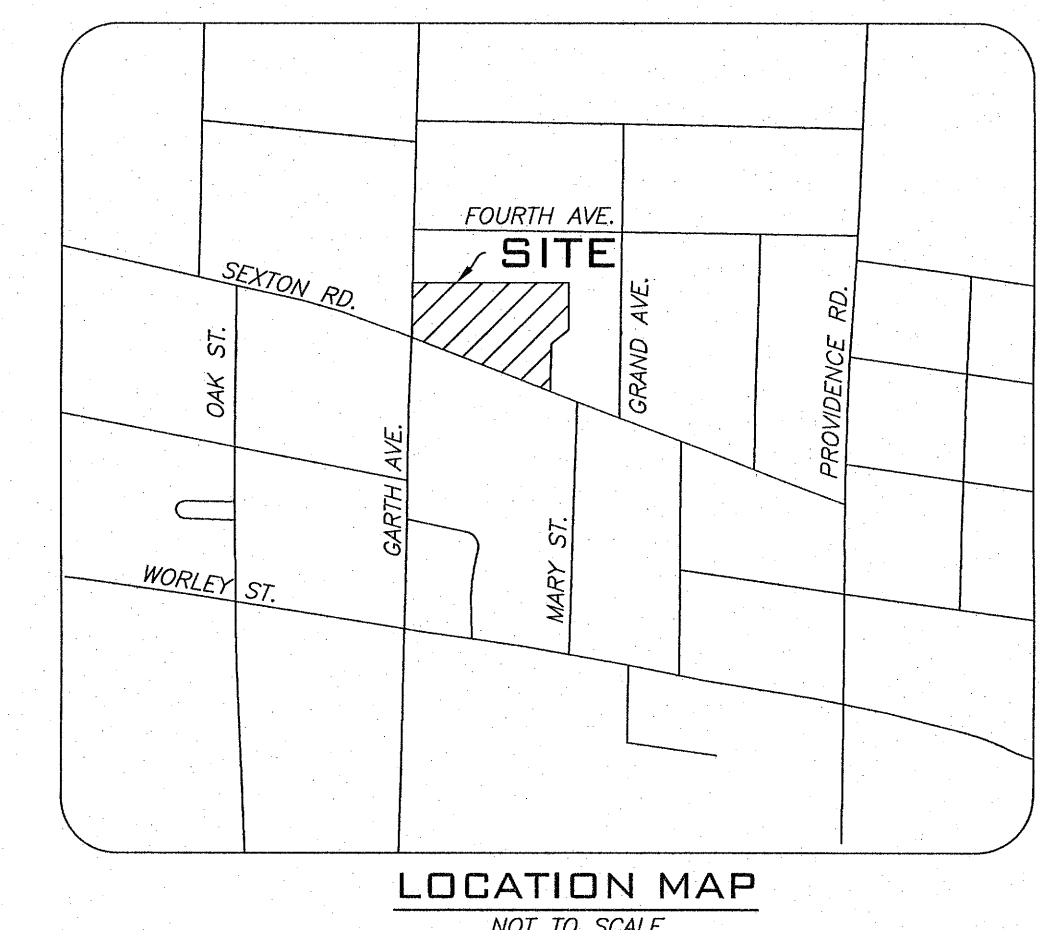 FOURTH AVE.
SITE
SEXTON RD.
GRAND AVE.
PROVIDENCE RD.
OAK ST.
GARTH AVE.
MARY ST.
WORLEY ST.
LOCATION MAP
NOT TO SCALE